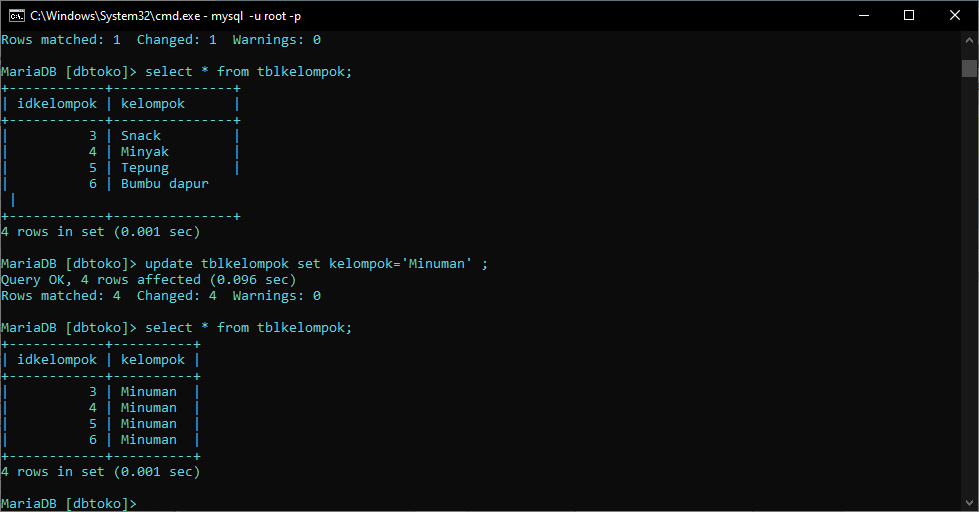 C:\Windows\System32\cmd.exe - mysql  -u root -p
Rows matched: 1  Changed: 1  Warnings: 0
MariaDB [dbtoko]> select * from tblkelompok;
+------------+---------------+
| idkelompok | kelompok      |
+------------+---------------+
|          3 | Snack         |
|          4 | Minyak        |
|          5 | Tepung        |
|          6 | Bumbu dapur
 |
+------------+---------------+
4 rows in set (0.001 sec)
MariaDB [dbtoko]> update tblkelompok set kelompok='Minuman' ;
Query OK, 4 rows affected (0.096 sec)
Rows matched: 4  Changed: 4  Warnings: 0
MariaDB [dbtoko]> select * from tblkelompok;
+------------+----------+
| idkelompok | kelompok |
+------------+----------+
|          3 | Minuman  |
|          4 | Minuman  |
|          5 | Minuman  |
|          6 | Minuman  |
+------------+----------+
4 rows in set (0.001 sec)
MariaDB [dbtoko]>